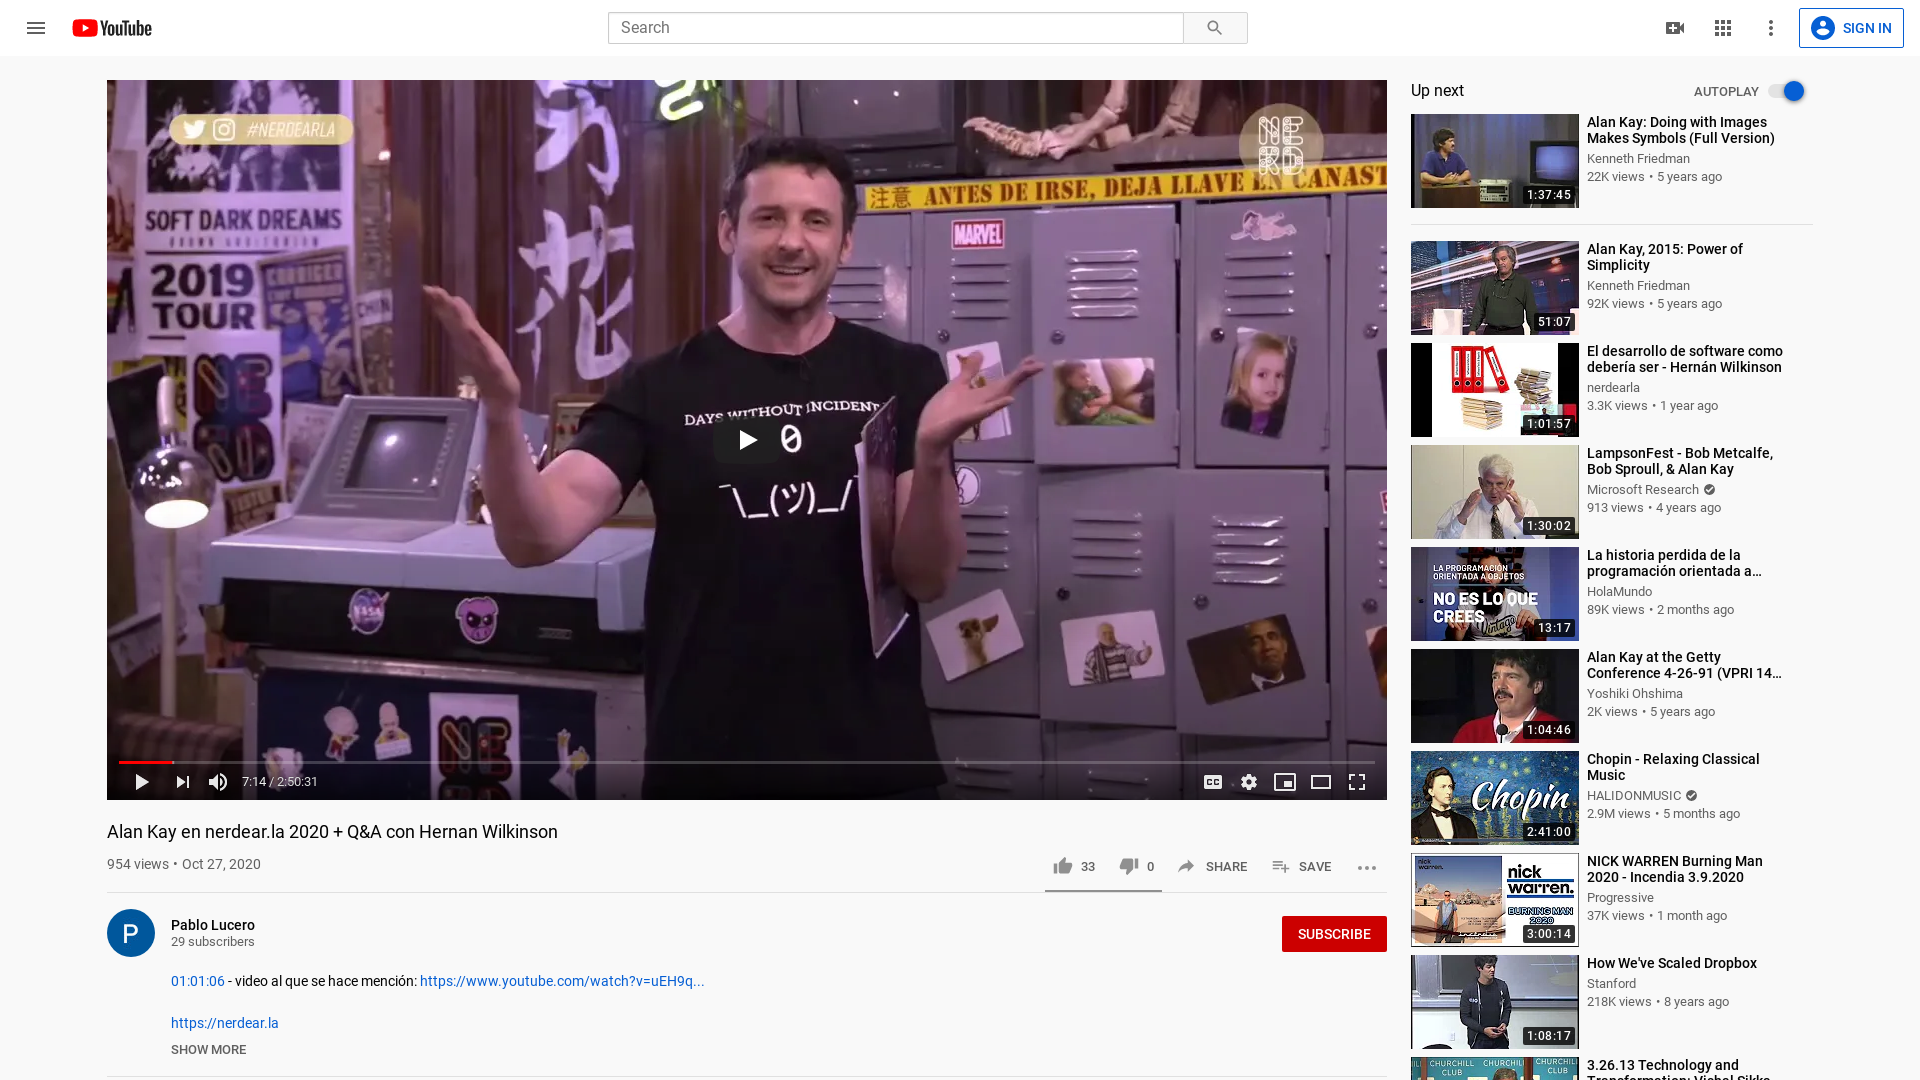 YouTube
Search
SIGN IN
#NERDEARLA
SOFT DARK DREAMS
2019
TOUR
注意 ANTES DE IRSE, DEJA LLAVE EN CANAST
MARVEL
NERD
DAYS WITHOUT INCIDENT
0
¯\_(ツ)_/
NASA
7:14 / 2:50:31
CC
Alan Kay en nerdear.la 2020 + Q&A con Hernan Wilkinson
954 views • Oct 27, 2020
33
0
SHARE
SAVE
P
Pablo Lucero
29 subscribers
SUBSCRIBE
01:01:06 - video al que se hace mención: https://www.youtube.com/watch?v=uEH9q...
https://nerdear.la
SHOW MORE
Up next
AUTOPLAY
1:37:45
Alan Kay: Doing with Images
Makes Symbols (Full Version)
Kenneth Friedman
22K views • 5 years ago
51:07
Alan Kay, 2015: Power of
Simplicity
Kenneth Friedman
92K views • 5 years ago
1:01:57
El desarrollo de software como
debería ser - Hernán Wilkinson
nerdearla
3.3K views • 1 year ago
1:30:02
LampsonFest - Bob Metcalfe,
Bob Sproull, & Alan Kay
Microsoft Research
913 views • 4 years ago
LA PROGRAMACIÓN
ORIENTADA A OBJETOS
NO ES LO QUE
CREES
Vintage
13:17
La historia perdida de la
programación orientada a…
HolaMundo
89K views • 2 months ago
1:04:46
Alan Kay at the Getty
Conference 4-26-91 (VPRI 14…
Yoshiki Ohshima
2K views • 5 years ago
Chopin
2:41:00
Chopin - Relaxing Classical
Music
HALIDONMUSIC
2.9M views • 5 months ago
nick
warren.
nick
warren.
BURNING MAN
2020
3:00:14
NICK WARREN Burning Man
2020 - Incendia 3.9.2020
Progressive
37K views • 1 month ago
1:08:17
How We've Scaled Dropbox
Stanford
218K views • 8 years ago
CHURCHILL
CLUB
CHURCHILL
CHURCHILL
CLUB
3.26.13 Technology and
Transformation: Vishal Sikka